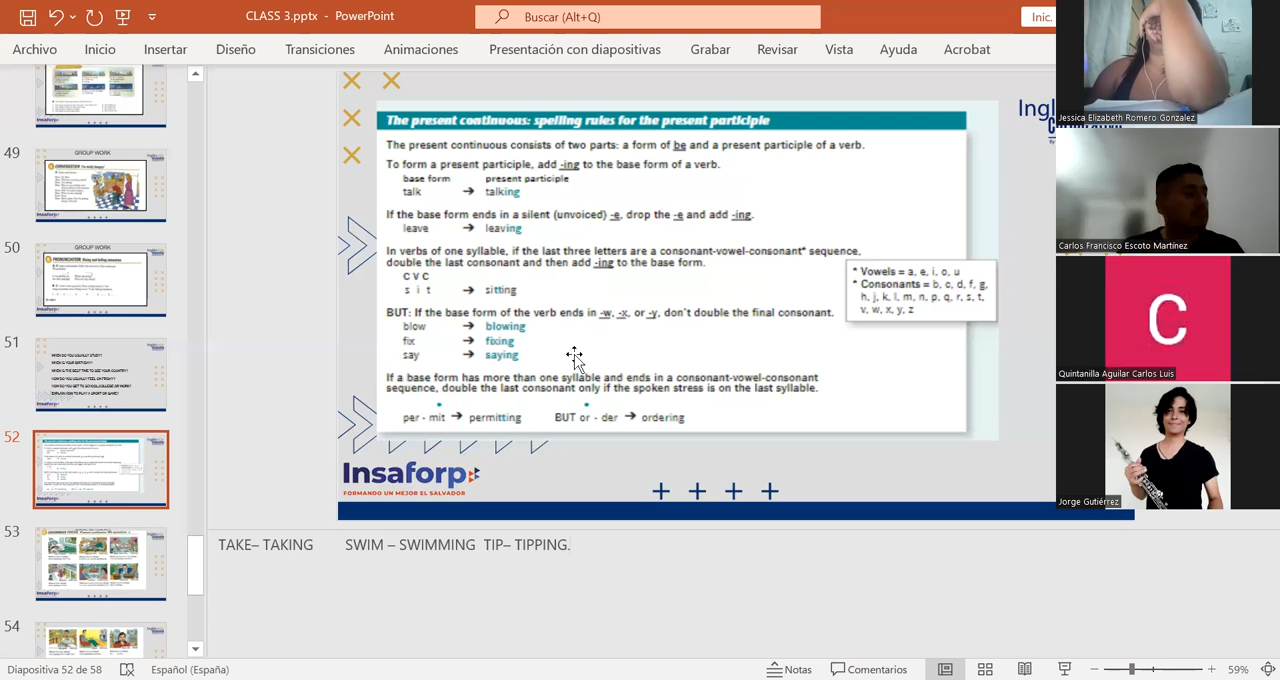 CLASS 3.pptx - PowerPoint
Buscar (Alt+Q)
Inic.
Archivo Inicio Insertar Diseño Transiciones Animaciones Presentación con diapositivas Grabar Revisar Vista Ayuda Acrobat
49
GROUP WORK
50
GROUP WORK
51
52
53
54
The present continuous: spelling rules for the present participle
The present continuous consists of two parts: a form of be and a present participle of a verb.
To form a present participle, add -ing to the base form of a verb.
base form present participle
talk → talking
If the base form ends in a silent (unvoiced) -e, drop the -e and add -ing.
leave → leaving
In verbs of one syllable, if the last three letters are a consonant-vowel-consonant* sequence,
double the last consonant and then add -ing to the base form.
C V C
s i t → sitting
BUT: If the base form of the verb ends in -w, -x, or -y, don't double the final consonant.
blow → blowing
fix → fixing
say → saying
If a base form has more than one syllable and ends in a consonant-vowel-consonant
sequence, double the last consonant only if the spoken stress is on the last syllable.
per - mit → permitting BUT or - der → ordering
* Vowels = a, e, i, o, u
* Consonants = b, c, d, f, g,
h, j, k, l, m, n, p, q, r, s, t,
v, w, x, y, z
Insaforp
FORMANDO UN MEJOR EL SALVADOR
TAKE– TAKING SWIM – SWIMMING TIP– TIPPING.
Jessica Elizabeth Romero Gonzalez
Carlos Francisco Escoto Martínez
C
Quintanilla Aguilar Carlos Luis
Jorge Gutiérrez
Diapositiva 52 de 58 Español (España) Notas Comentarios 59%